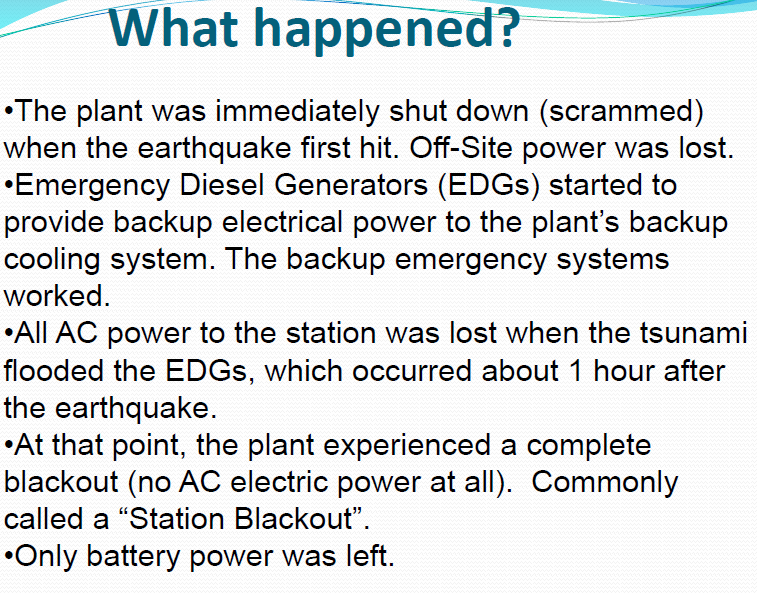 What happened?
•The plant was immediately shut down (scrammed)
when the earthquake first hit. Off-Site power was lost.
•Emergency Diesel Generators (EDGs) started to
provide backup electrical power to the plant’s backup
cooling system. The backup emergency systems
worked.
•All AC power to the station was lost when the tsunami
flooded the EDGs, which occurred about 1 hour after
the earthquake.
•At that point, the plant experienced a complete
blackout (no AC electric power at all).  Commonly
called a “Station Blackout”.
•Only battery power was left.